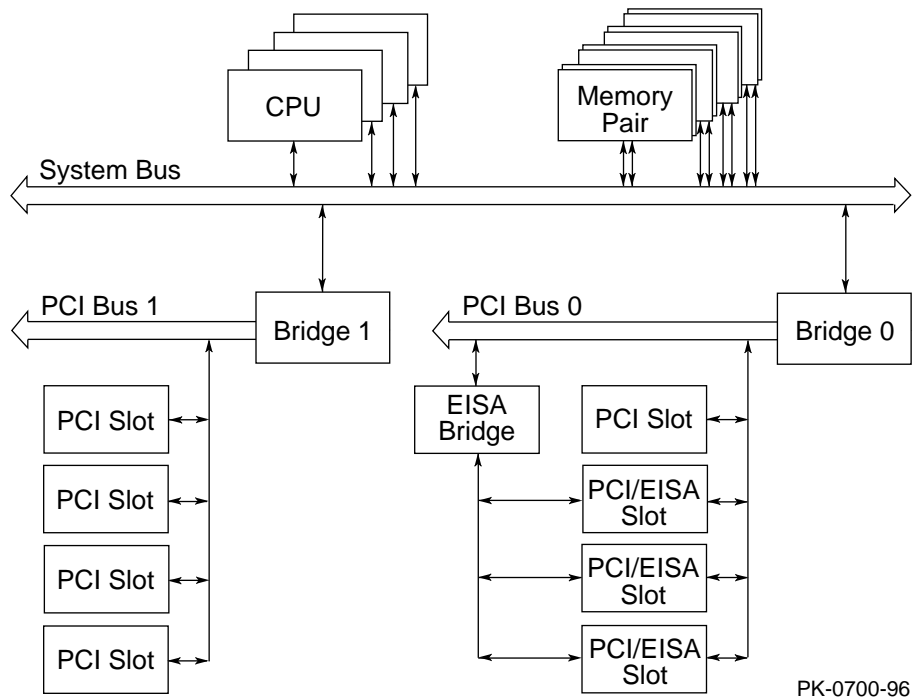 CPU
Memory
Pair
System Bus
PCI Bus 1
Bridge 1
PCI Bus 0
Bridge 0
PCI Slot
PCI Slot
PCI Slot
PCI Slot
EISA
Bridge
PCI Slot
PCI/EISA
Slot
PCI/EISA
Slot
PCI/EISA
Slot
PK-0700-96